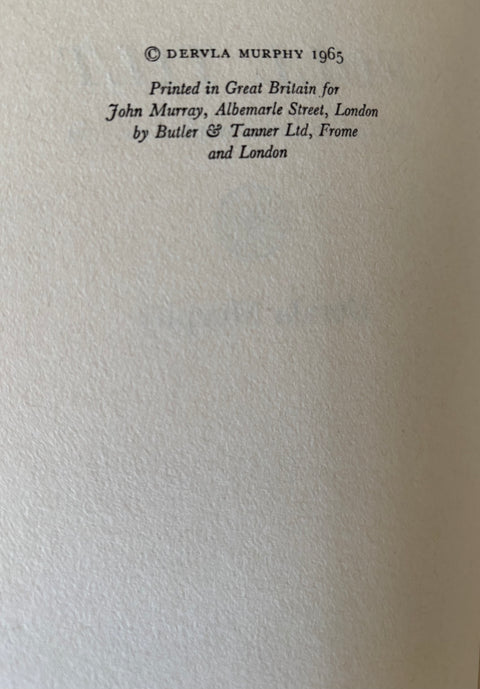 © DERVLA MURPHY 1965
Printed in Great Britain for
John Murray, Albemarle Street, London
by Butler & Tanner Ltd, Frome
and London